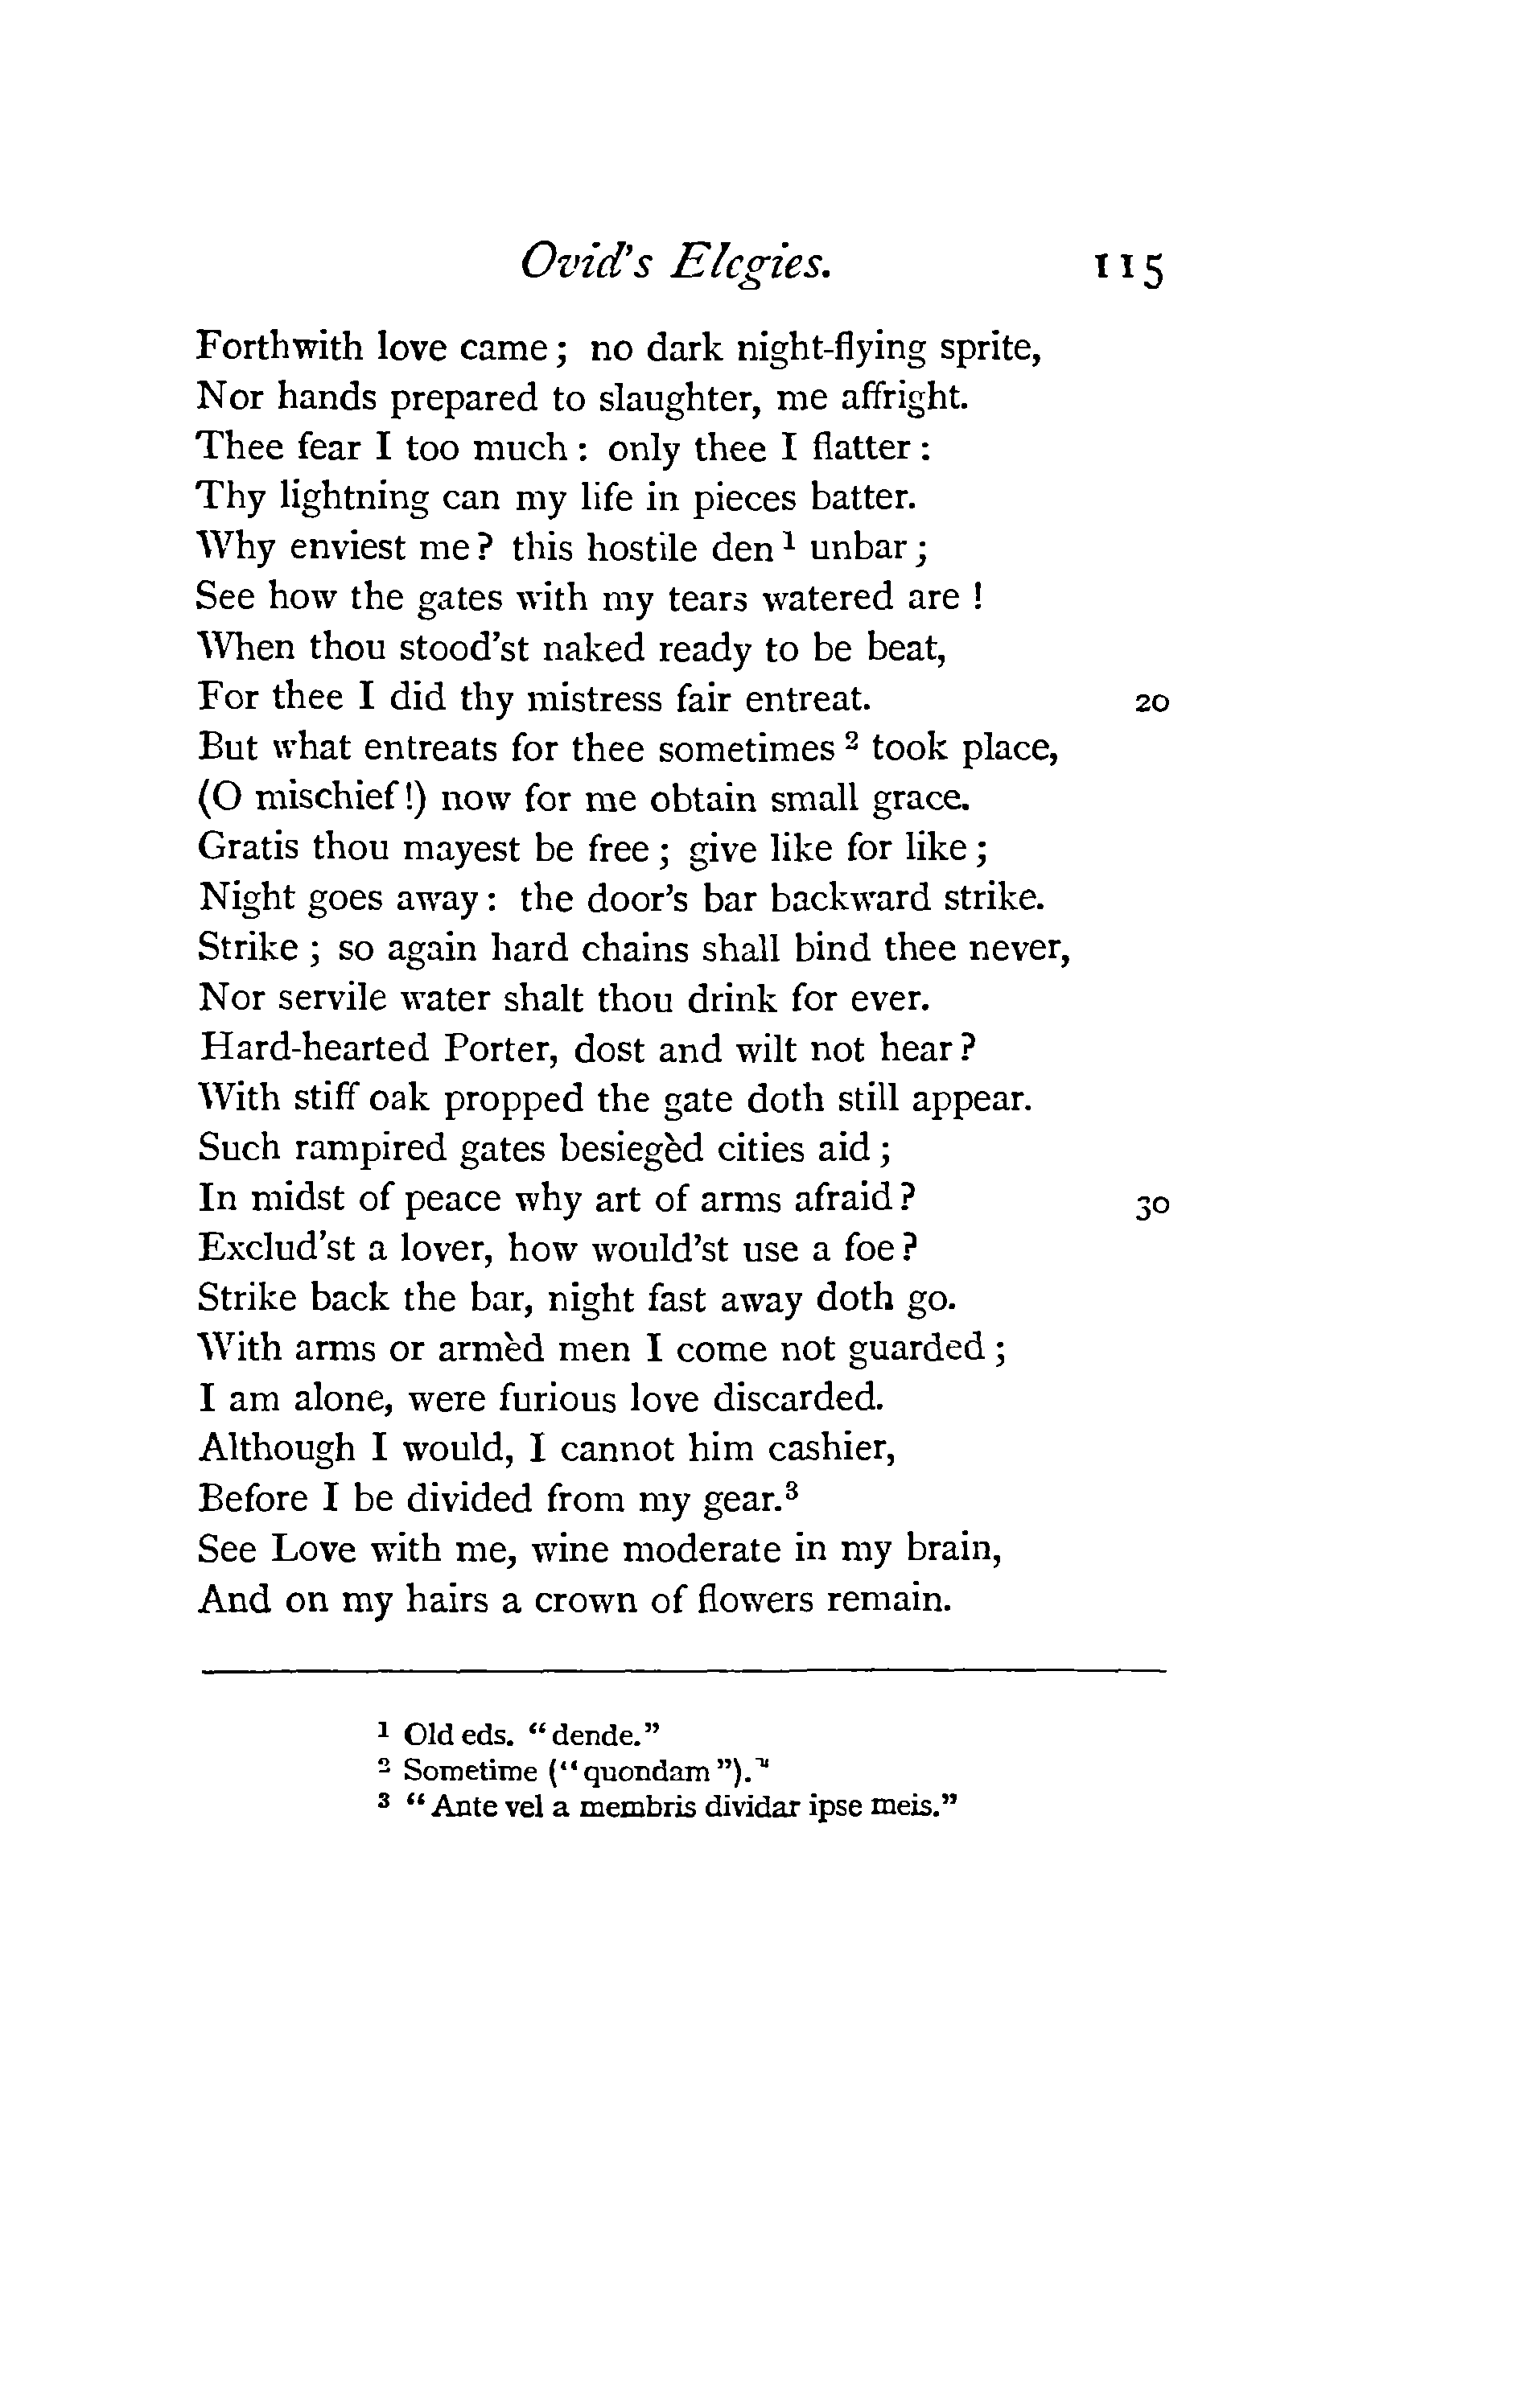 Ovid's Elegies. 115
Forthwith love came; no dark night-flying sprite,
Nor hands prepared to slaughter, me affright.
Thee fear I too much: only thee I flatter:
Thy lightning can my life in pieces batter.
Why enviest me? this hostile den¹ unbar;
See how the gates with my tears watered are!
When thou stood'st naked ready to be beat,
For thee I did thy mistress fair entreat. 20
But what entreats for thee sometimes² took place,
(O mischief!) now for me obtain small grace.
Gratis thou mayest be free; give like for like;
Night goes away: the door's bar backward strike.
Strike; so again hard chains shall bind thee never,
Nor servile water shalt thou drink for ever.
Hard-hearted Porter, dost and wilt not hear?
With stiff oak propped the gate doth still appear.
Such rampired gates besiegèd cities aid;
In midst of peace why art of arms afraid? 30
Exclud'st a lover, how would'st use a foe?
Strike back the bar, night fast away doth go.
With arms or armèd men I come not guarded;
I am alone, were furious love discarded.
Although I would, I cannot him cashier,
Before I be divided from my gear.³
See Love with me, wine moderate in my brain,
And on my hairs a crown of flowers remain.
¹ Old eds. "dende."
² Sometime ("quondam").
³ "Ante vel a membris dividar ipse meis."